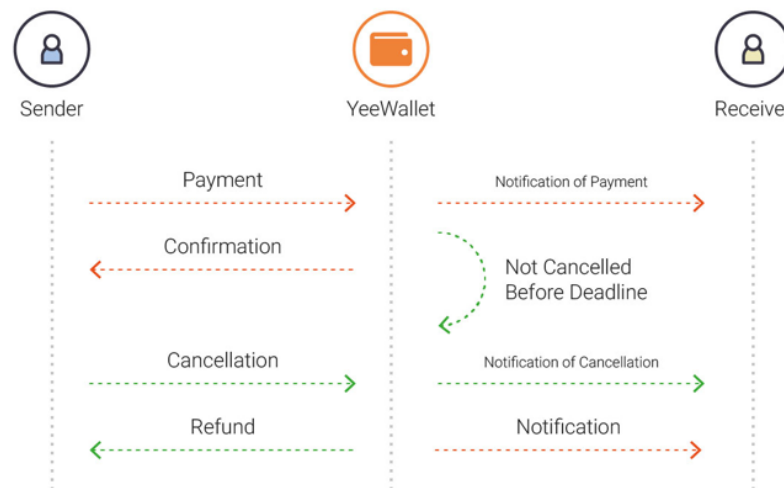 Sender
YeeWallet
Receive
Payment
Notification of Payment
Confirmation
Not Cancelled
Before Deadline
Cancellation
Notification of Cancellation
Refund
Notification